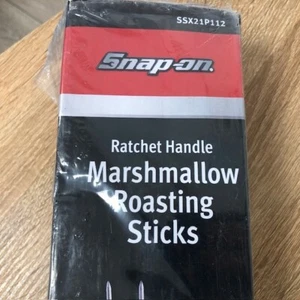 SSX21P112
Snap-on
Ratchet Handle
Marshmallow
Roasting
Sticks